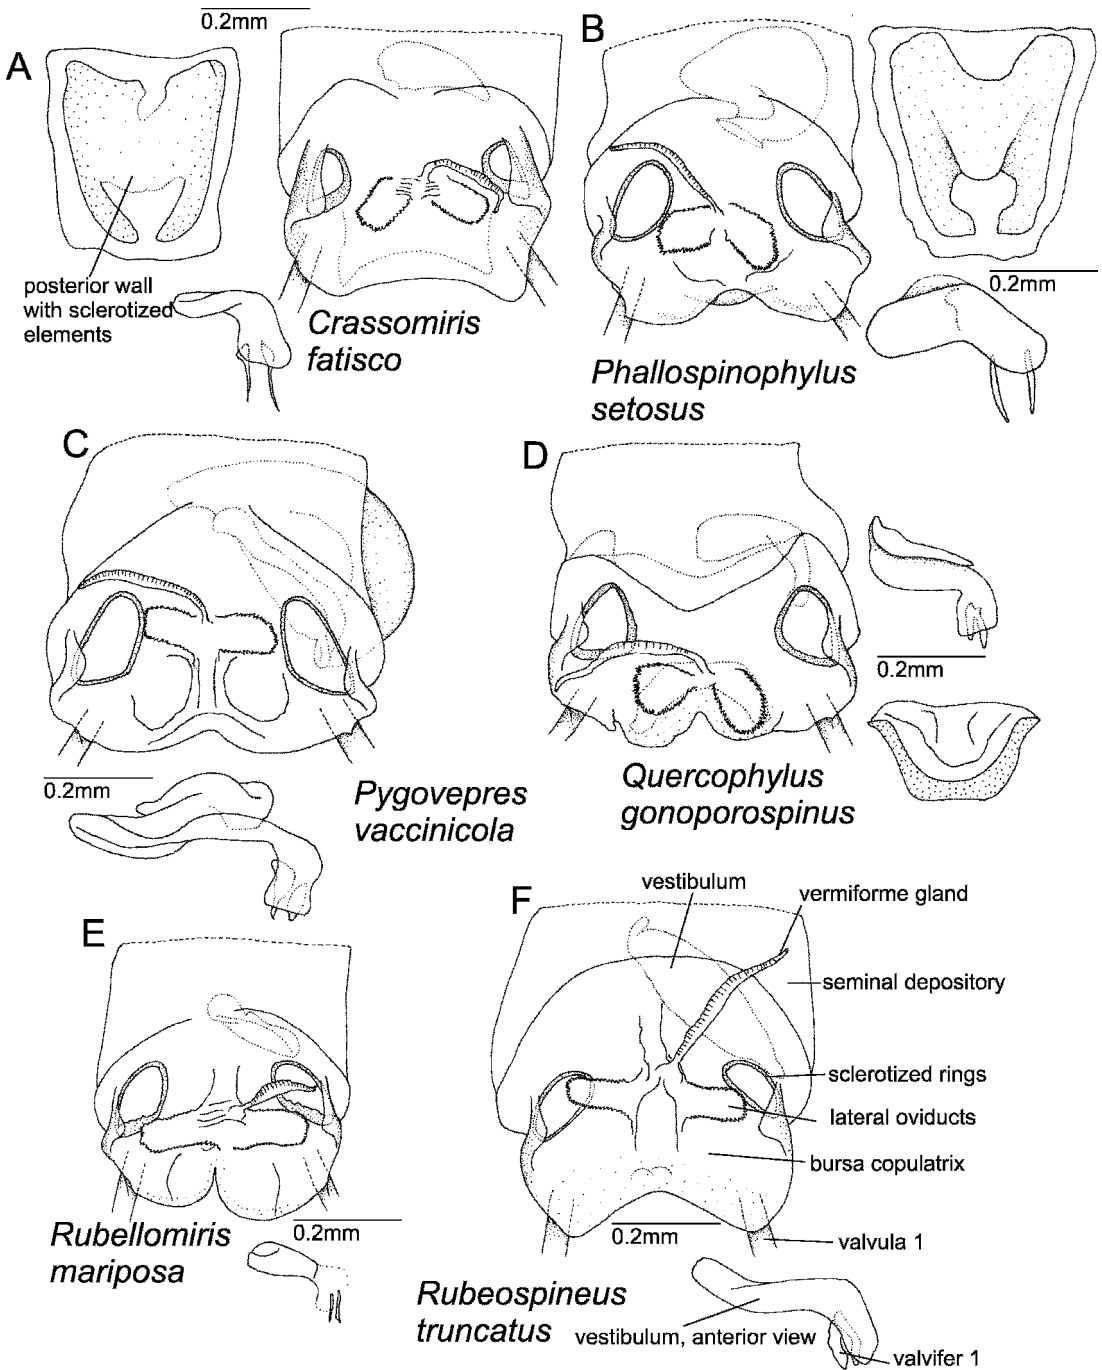 0.2mm
A
posterior wall
with sclerotized
elements
Crassomiris
fatisco
B
0.2mm
Phallospinophylus
setosus
C
0.2mm
Pygovepres
vaccinicola
D
0.2mm
Quercophylus
gonoporospinus
E
0.2mm
Rubellomiris
mariposa
F
vestibulum
vermiforme gland
seminal depository
sclerotized rings
lateral oviducts
bursa copulatrix
0.2mm
valvula 1
Rubeospineus
truncatus
vestibulum, anterior view
valvifer 1